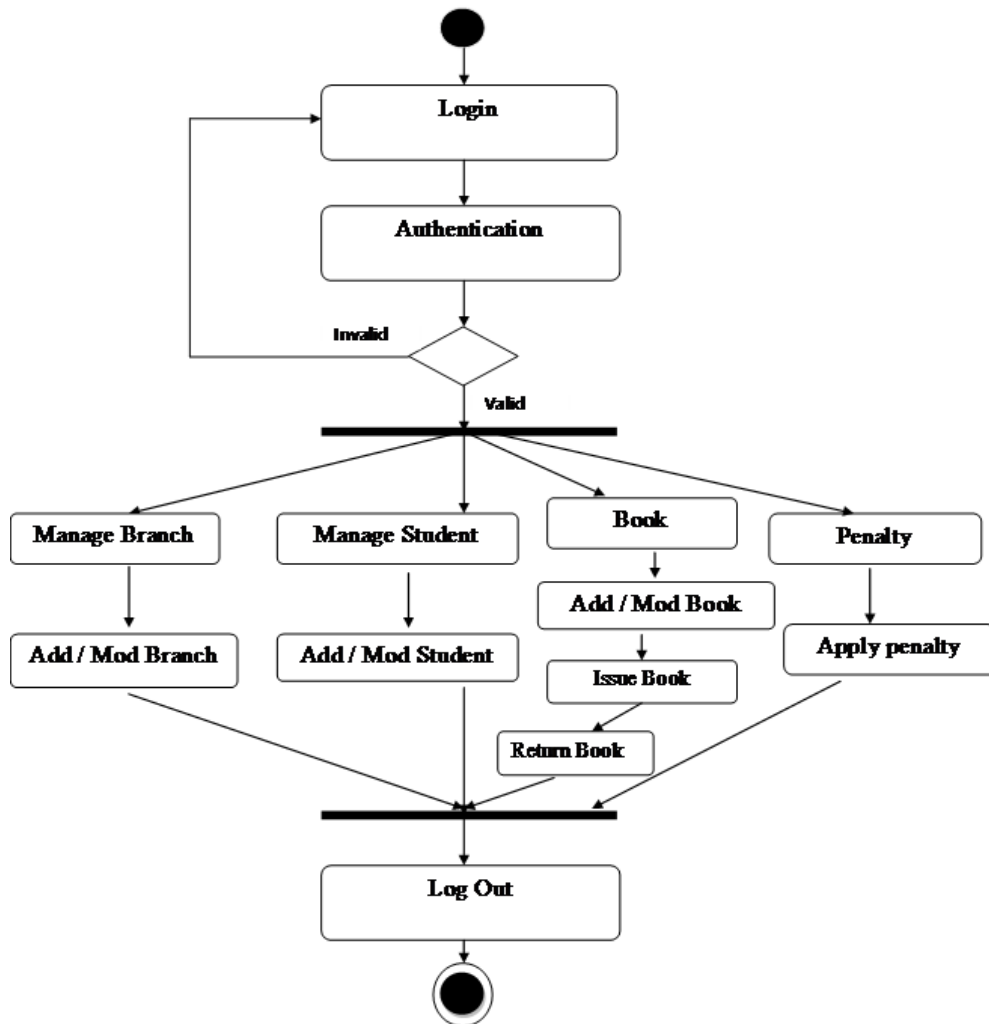 Login
Authentication
Invalid
Valid
Manage Branch
Manage Student
Book
Penalty
Add / Mod Book
Add / Mod Branch
Add / Mod Student
Apply penalty
Issue Book
Return Book
Log Out